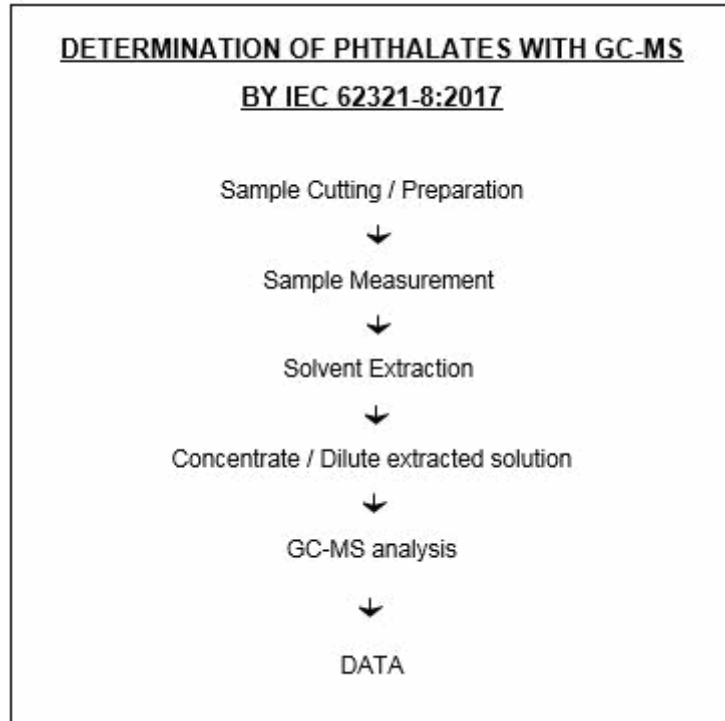 DETERMINATION OF PHTHALATES WITH GC-MS
BY IEC 62321-8:2017
Sample Cutting / Preparation
Sample Measurement
Solvent Extraction
Concentrate / Dilute extracted solution
GC-MS analysis
DATA